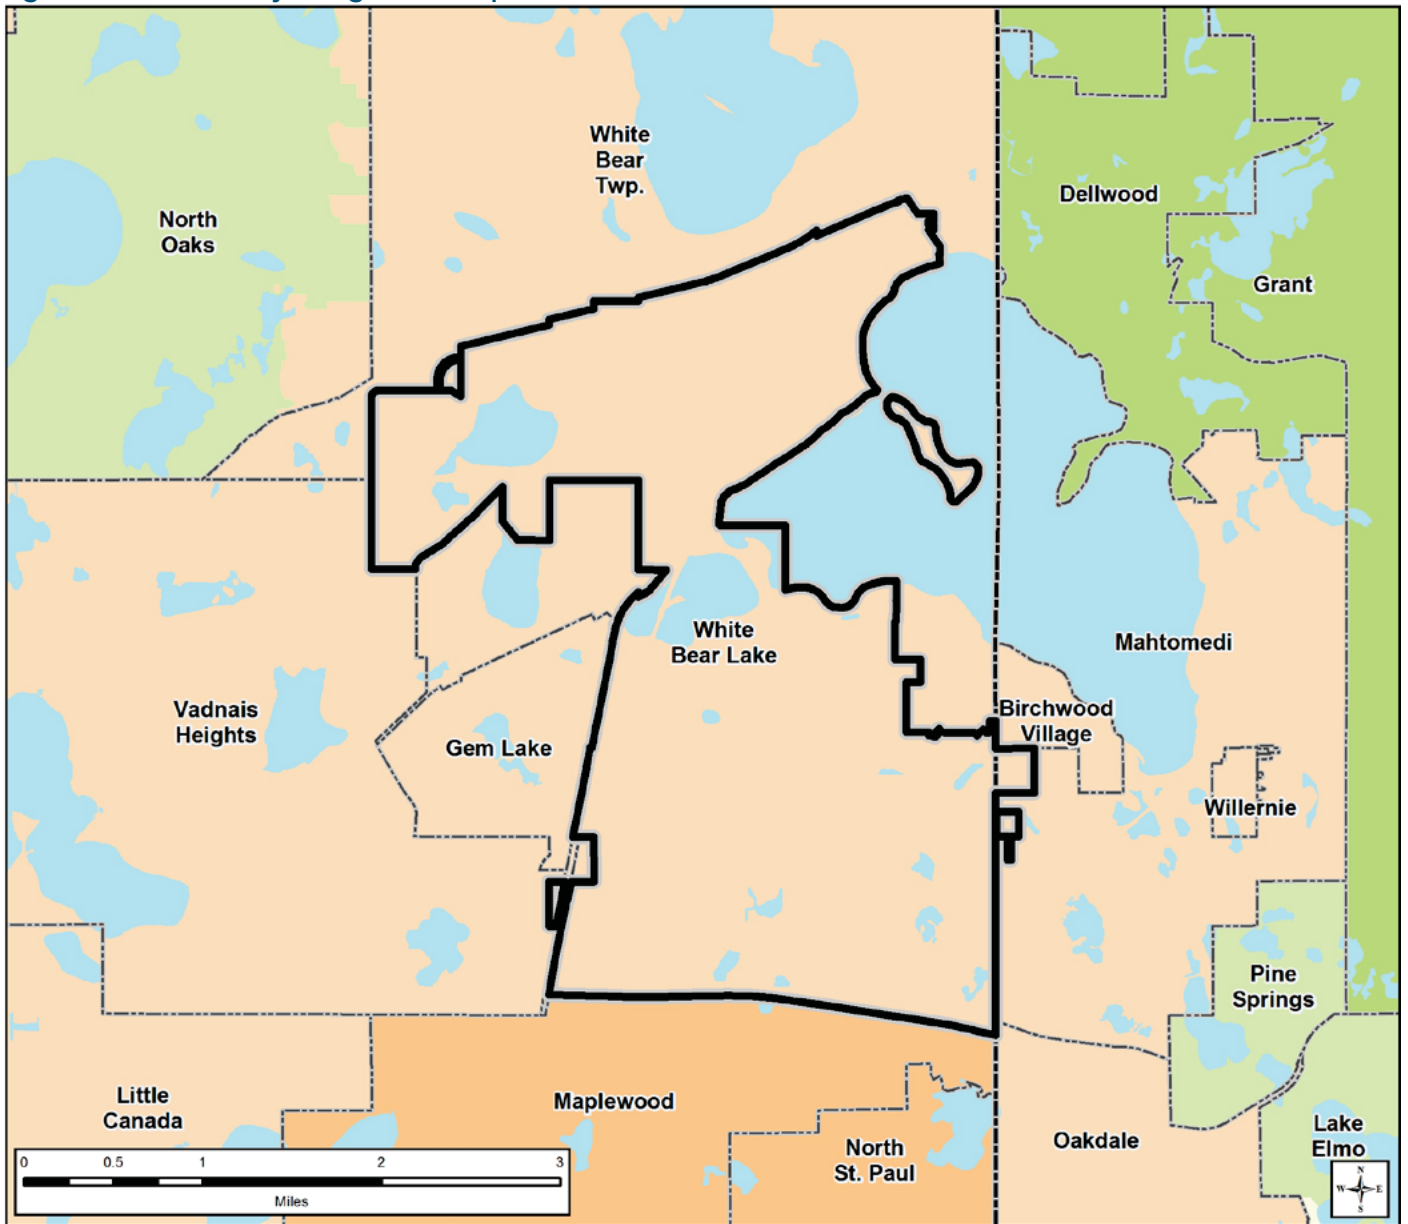 White
Bear
Twp.
North
Oaks
Dellwood
Grant
White
Bear Lake
Mahtomedi
Vadnais
Heights
Gem Lake
Birchwood
Village
Willernie
Pine
Springs
Little
Canada
Maplewood
North
St. Paul
Oakdale
Lake
Elmo
0 0.5 1 2 3
Miles
N
W E
S